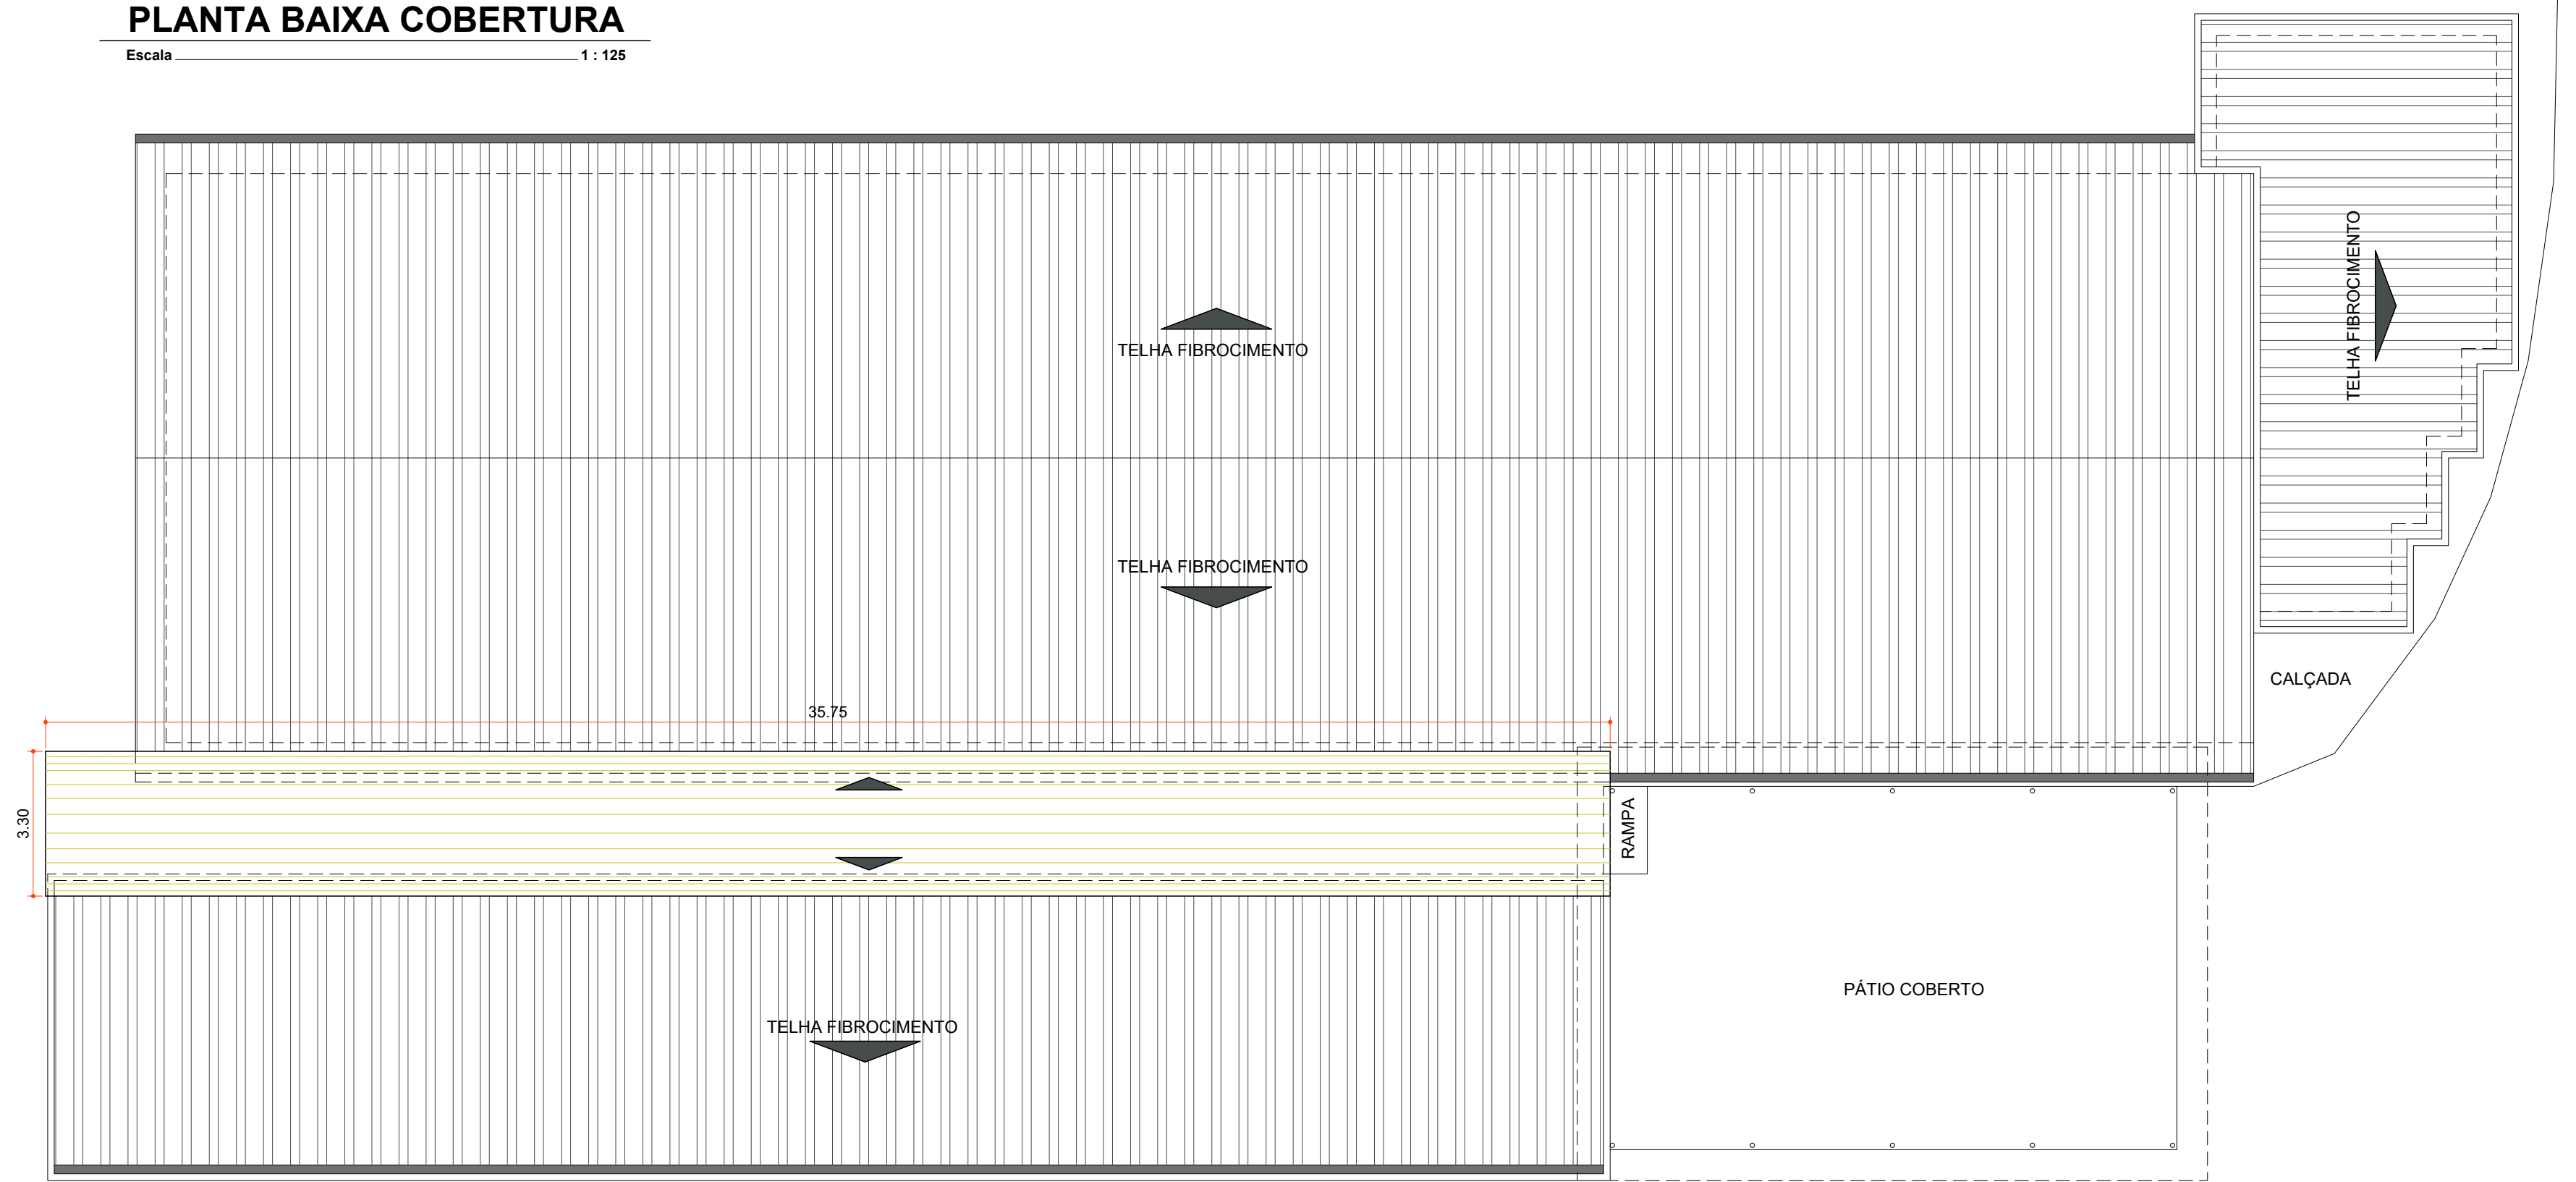 PLANTA BAIXA COBERTURA
Escala 1 : 125
TELHA FIBROCIMENTO
TELHA FIBROCIMENTO
TELHA FIBROCIMENTO
CALÇADA
35.75
3.30
RAMPA
PÁTIO COBERTO
TELHA FIBROCIMENTO